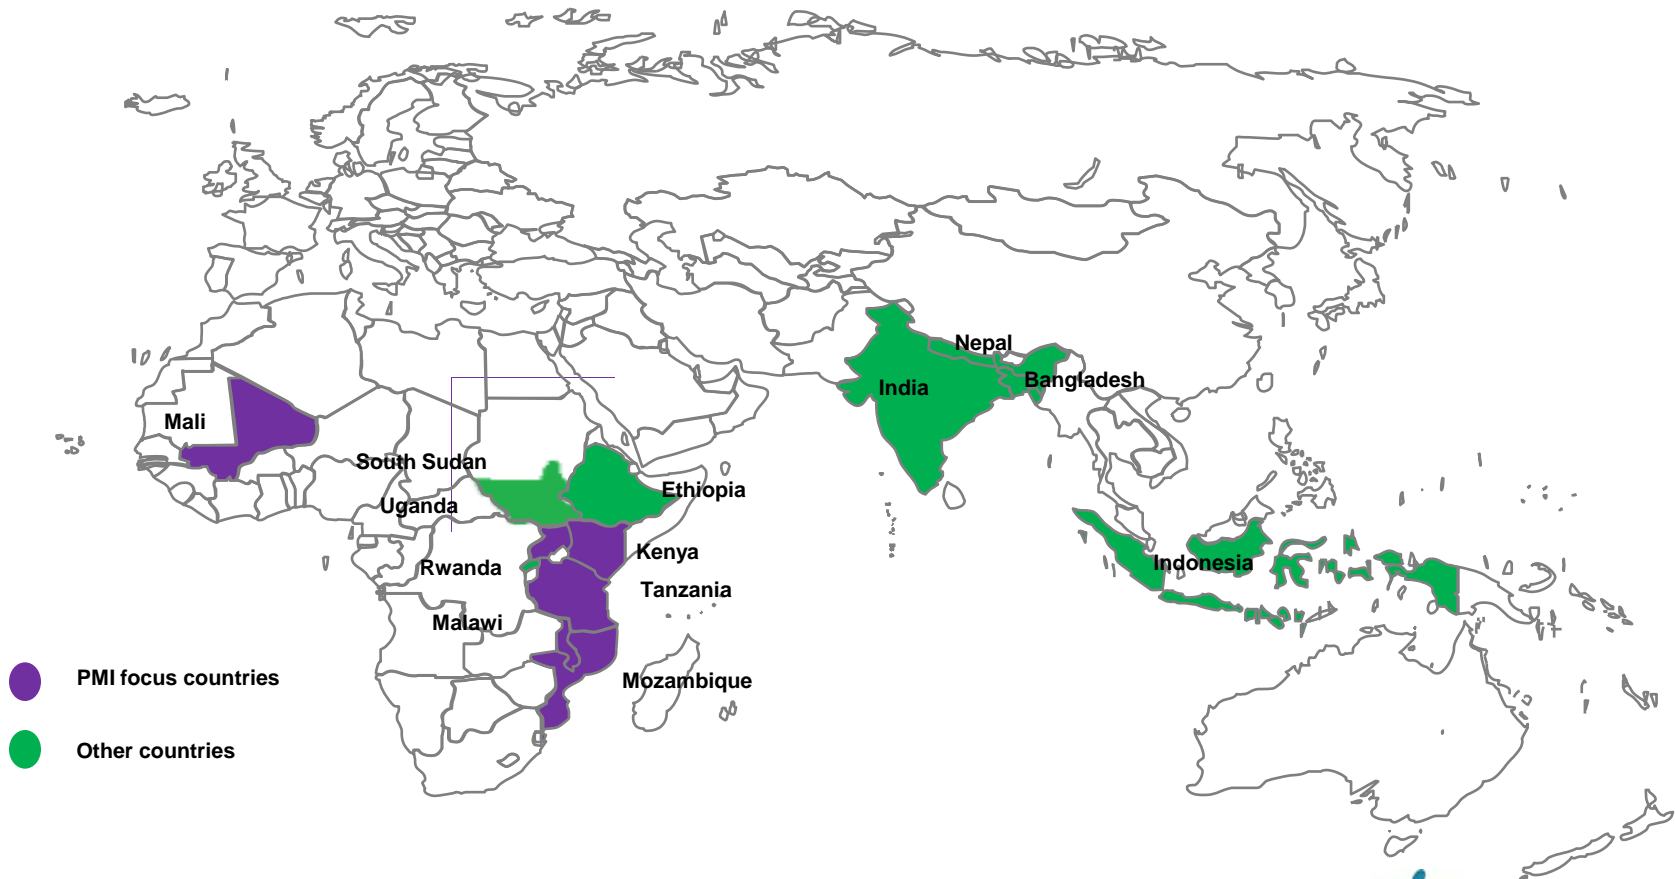 Nepal
India
Bangladesh
Mali
South Sudan
Ethiopia
Uganda
Kenya
Indonesia
Rwanda
Tanzania
Malawi
PMI focus countries
Mozambique
Other countries